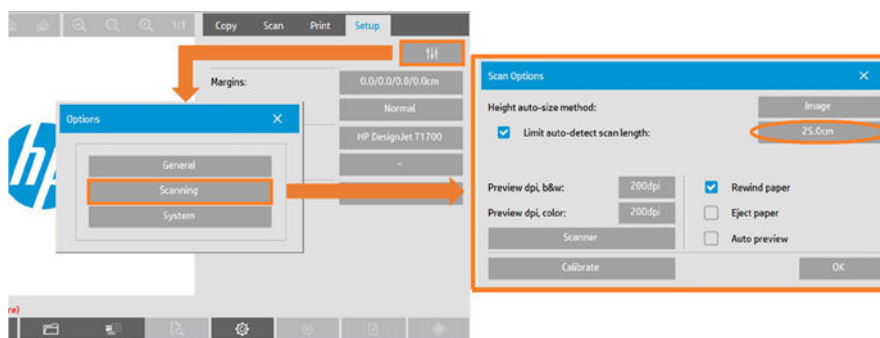 1:1
Copy Scan Print Setup
Margins: 0.0/0.0/0.0/0.0cm
Normal
HP DesignJet T1700
-
hp
Options
General
Scanning
System
re)
Scan Options
Height auto-size method: Image
Limit auto-detect scan length: 25.0cm
Preview dpi, b&w: 200dpi Rewind paper
Preview dpi, color: 200dpi Eject paper
Scanner Auto preview
Calibrate OK